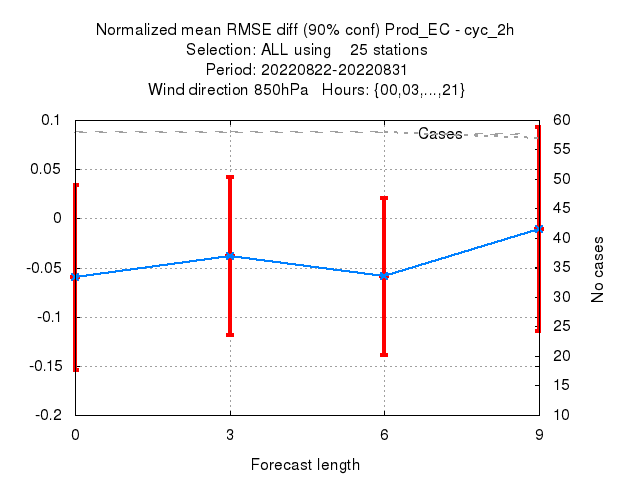 Normalized mean RMSE diff (90% conf) Prod_EC - cyc_2h
Selection: ALL using    25 stations
Period: 20220822-20220831
Wind direction 850hPa   Hours: {00,03,...,21}
0.1
0.05
0
-0.05
-0.1
-0.15
-0.2
Cases
60
55
50
45
40
35
30
25
20
15
10
No cases
0 3 6 9
Forecast length